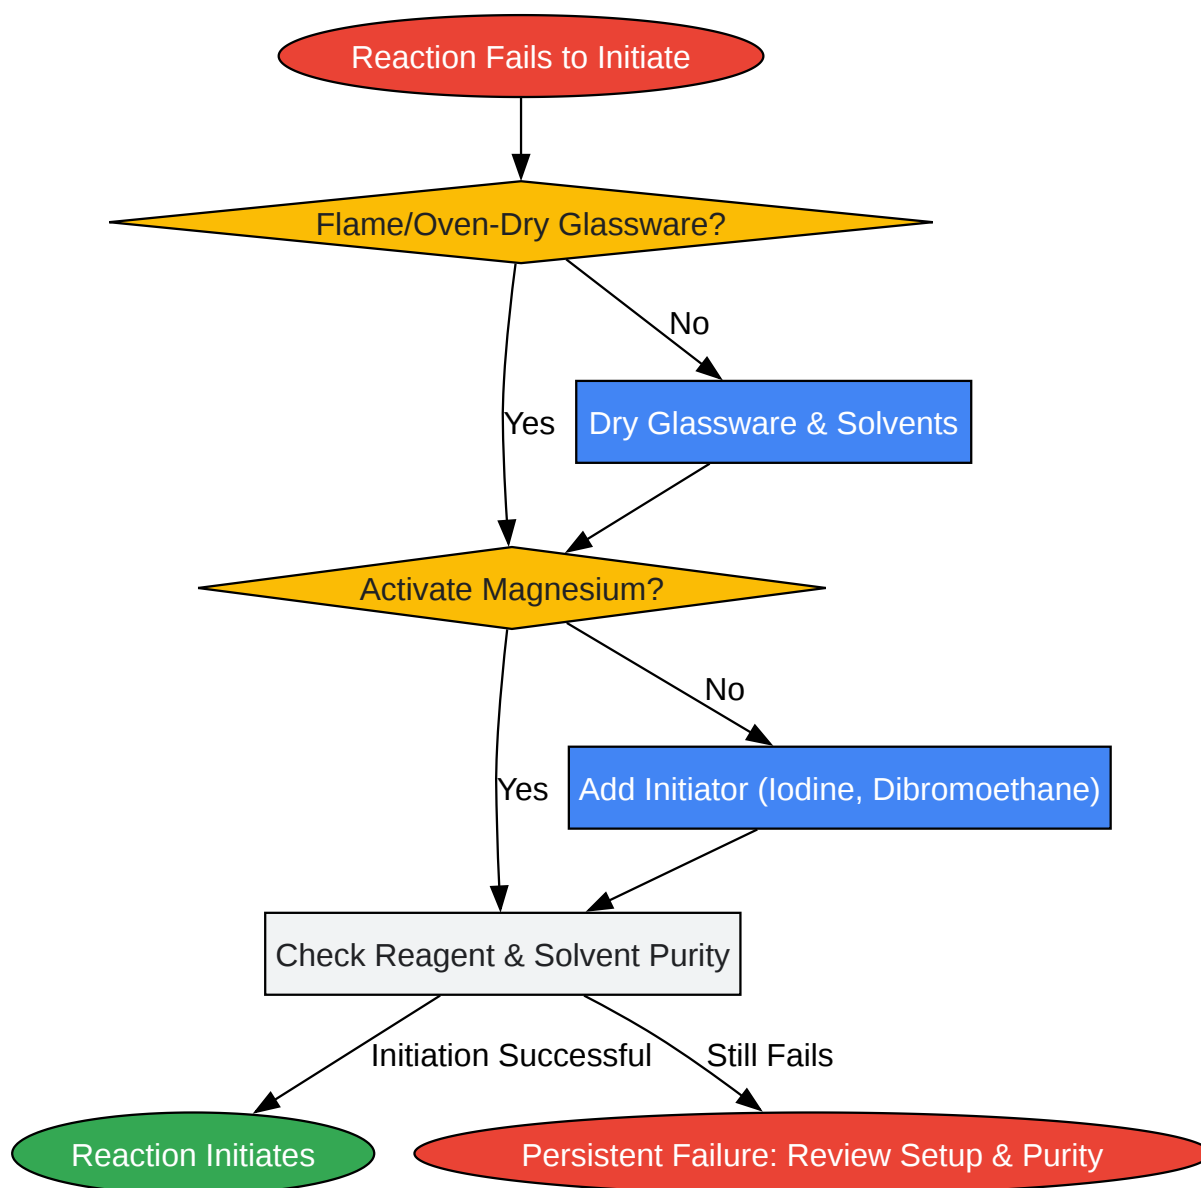 Reaction Fails to Initiate
Flame/Oven-Dry Glassware?
No
Yes
Dry Glassware & Solvents
Activate Magnesium?
No
Yes
Add Initiator (Iodine, Dibromoethane)
Check Reagent & Solvent Purity
Initiation Successful
Still Fails
Reaction Initiates
Persistent Failure: Review Setup & Purity